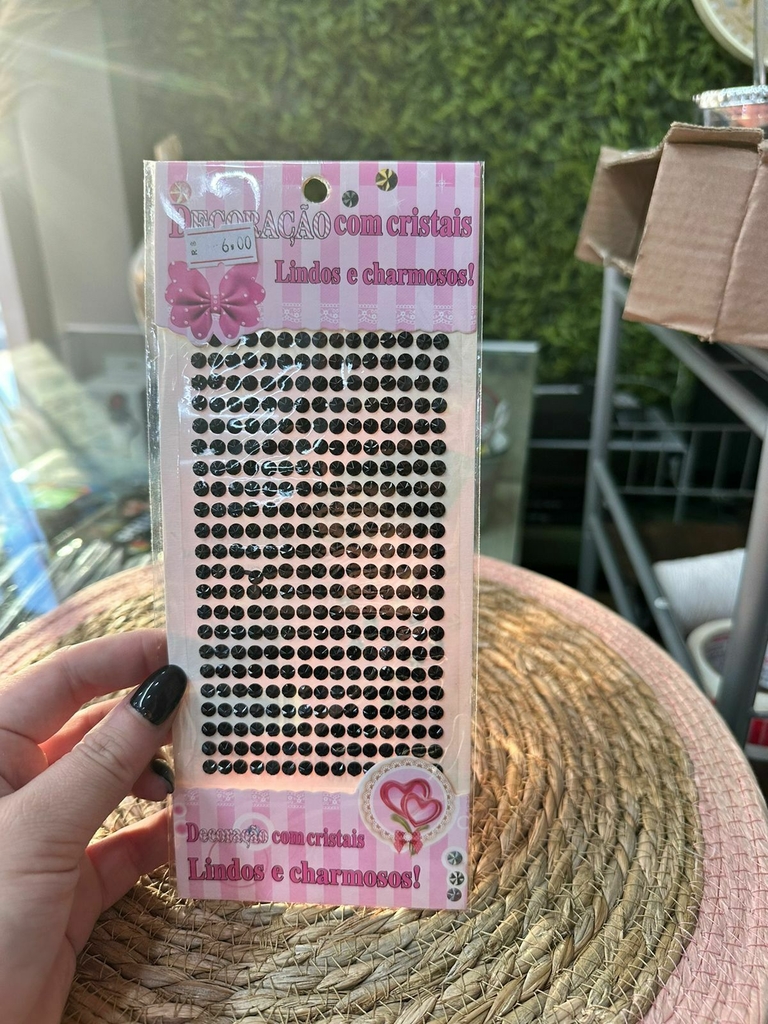 DECORAÇÃO com cristais
R$ 6,00
Lindos e charmosos!
Decoração com cristais
Lindos e charmosos!